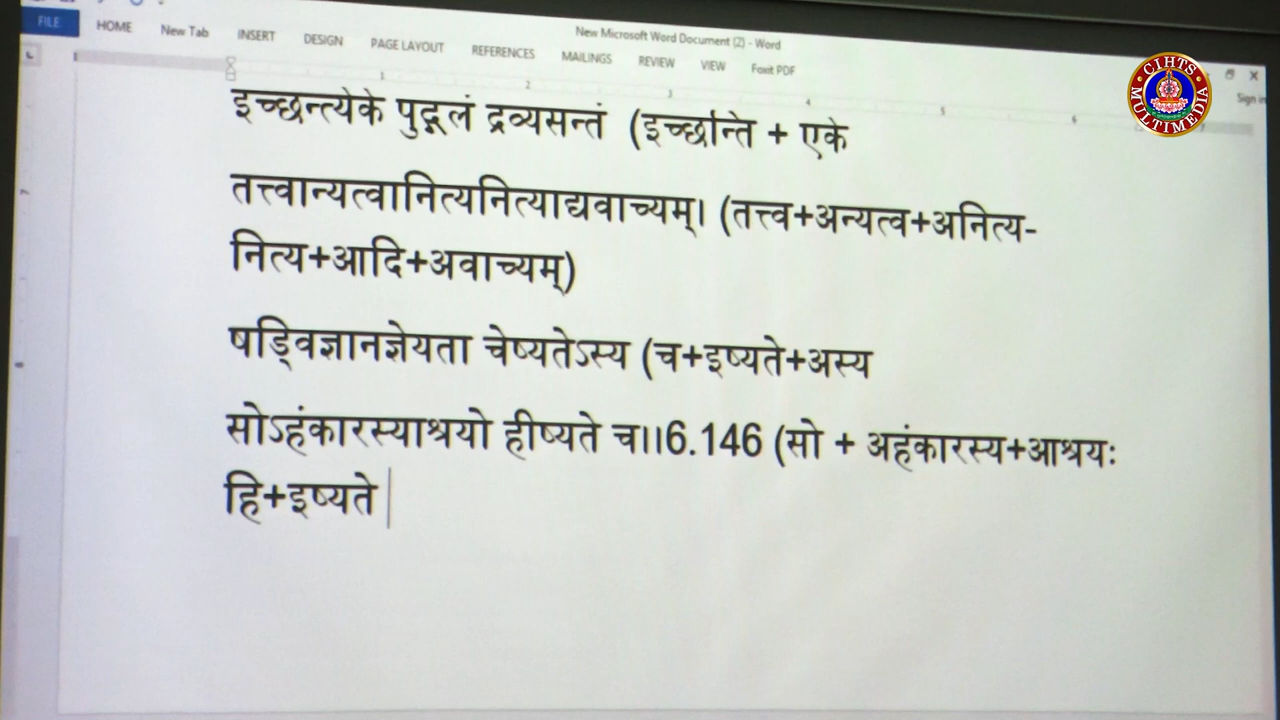 New Microsoft Word Document (2) - Word
FILE HOME New Tab INSERT DESIGN PAGE LAYOUT REFERENCES MAILINGS REVIEW VIEW Foxit PDF
Sign in
CIHTS
MULTIMEDIA
इच्छन्त्येके पुद्गलं द्रव्यसन्तं (इच्छन्ति + एके
तत्त्वान्यत्वानित्यनित्याद्यवाच्यम्। (तत्त्व+अन्यत्व+अनित्य-
नित्य+आदि+अवाच्यम्)
षड्विज्ञानज्ञेयता चेष्यतेऽस्य (च+इष्यते+अस्य
सोऽहंकारस्याश्रयो हीष्यते च।।6.146 (सो + अहंकारस्य+आश्रयः
हि+इष्यते